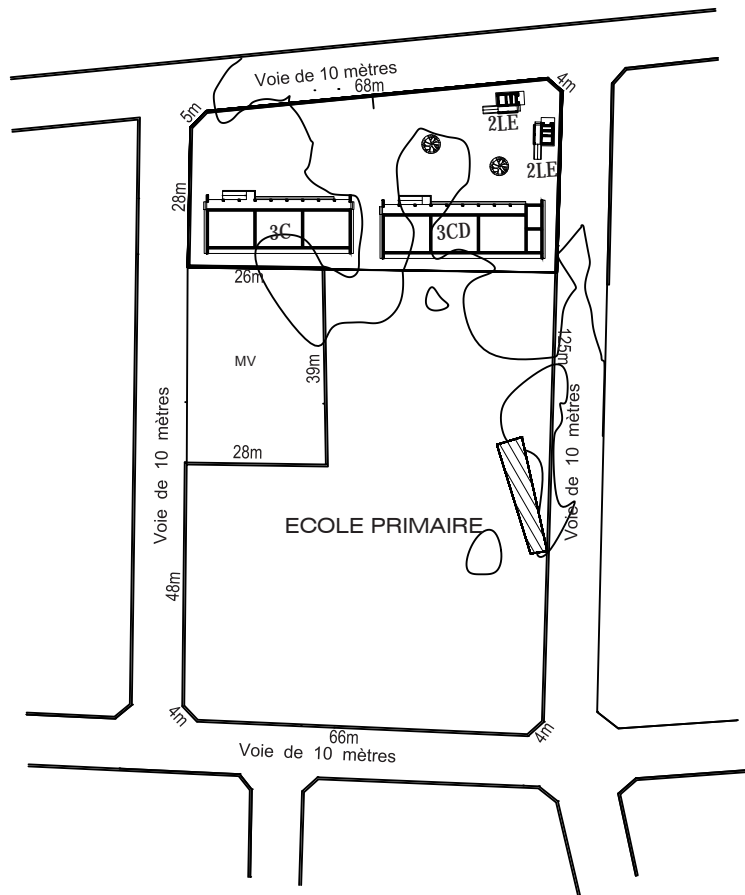 Voie de 10 mètres
68m
4m
5m
2LE
2LE
28m
3C
3CD
26m
125m
MV
39m
28m
Voie de 10 mètres
Voie de 10 mètres
ECOLE PRIMAIRE
48m
4m
66m
4m
Voie de 10 mètres